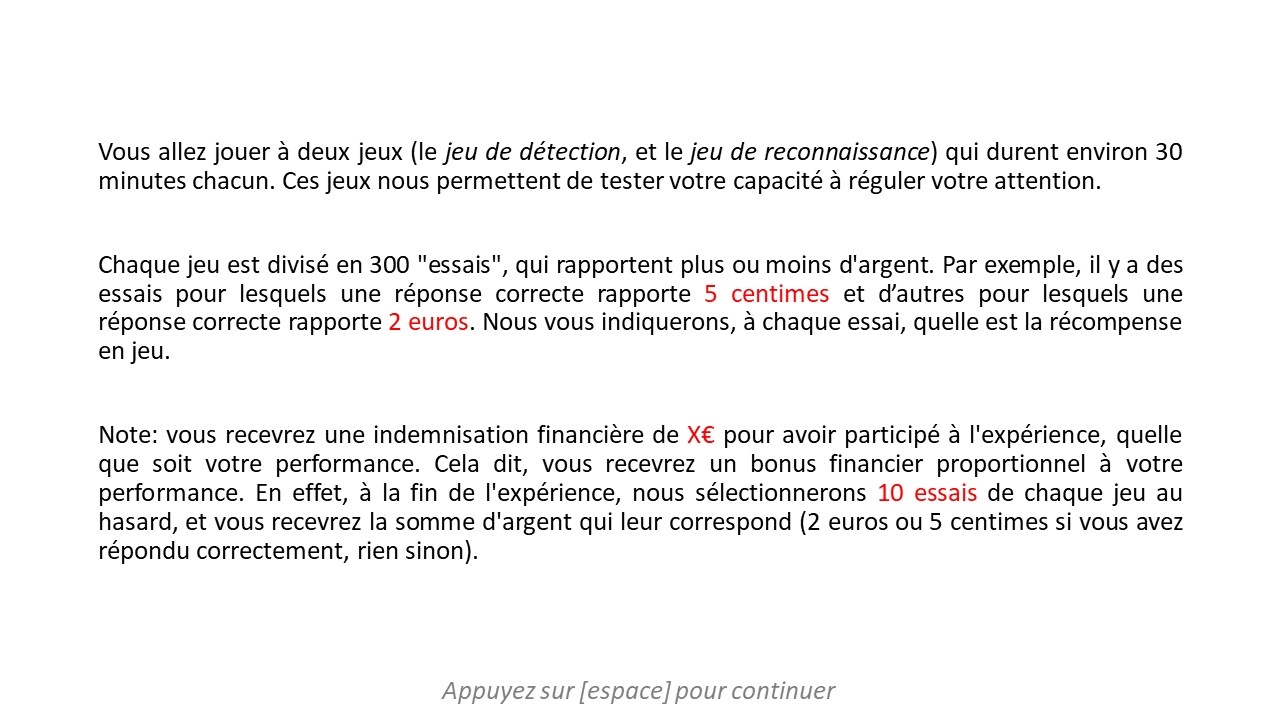 Vous allez jouer à deux jeux (le jeu de détection, et le jeu de reconnaissance) qui durent environ 30
minutes chacun. Ces jeux nous permettent de tester votre capacité à réguler votre attention.
Chaque jeu est divisé en 300 "essais", qui rapportent plus ou moins d'argent. Par exemple, il y a des
essais pour lesquels une réponse correcte rapporte 5 centimes et d’autres pour lesquels une
réponse correcte rapporte 2 euros. Nous vous indiquerons, à chaque essai, quelle est la récompense
en jeu.
Note: vous recevrez une indemnisation financière de X€ pour avoir participé à l'expérience, quelle
que soit votre performance. Cela dit, vous recevrez un bonus financier proportionnel à votre
performance. En effet, à la fin de l'expérience, nous sélectionnerons 10 essais de chaque jeu au
hasard, et vous recevrez la somme d'argent qui leur correspond (2 euros ou 5 centimes si vous avez
répondu correctement, rien sinon).
Appuyez sur [espace] pour continuer